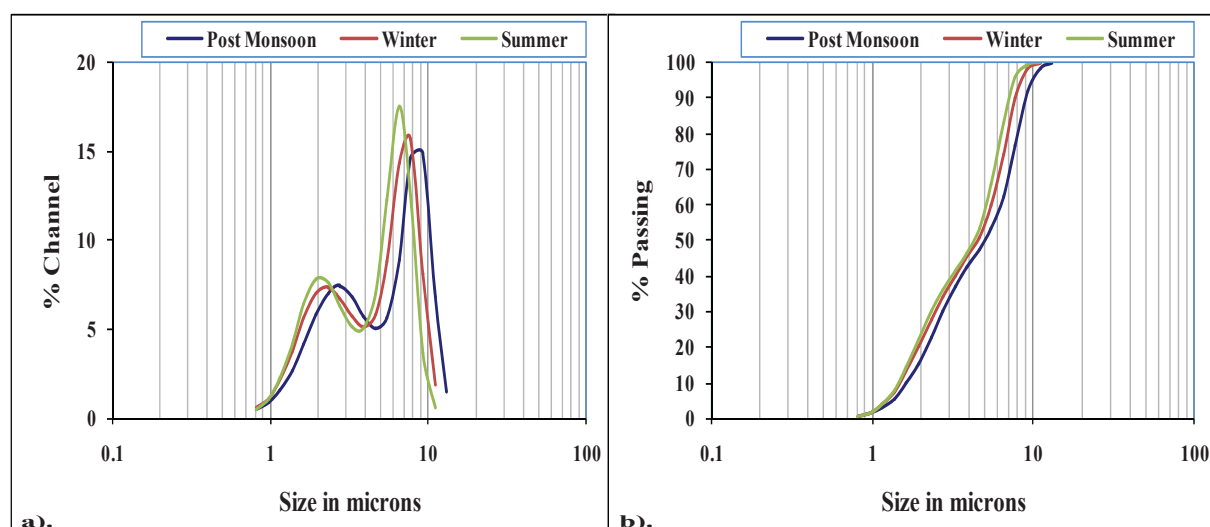 Post Monsoon Winter Summer
20
15
10
5
0
% Channel
0.1 1 10 100
Size in microns
a).
Post Monsoon Winter Summer
100
90
80
70
60
50
40
30
20
10
0
% Passing
0.1 1 10 100
Size in microns
b).